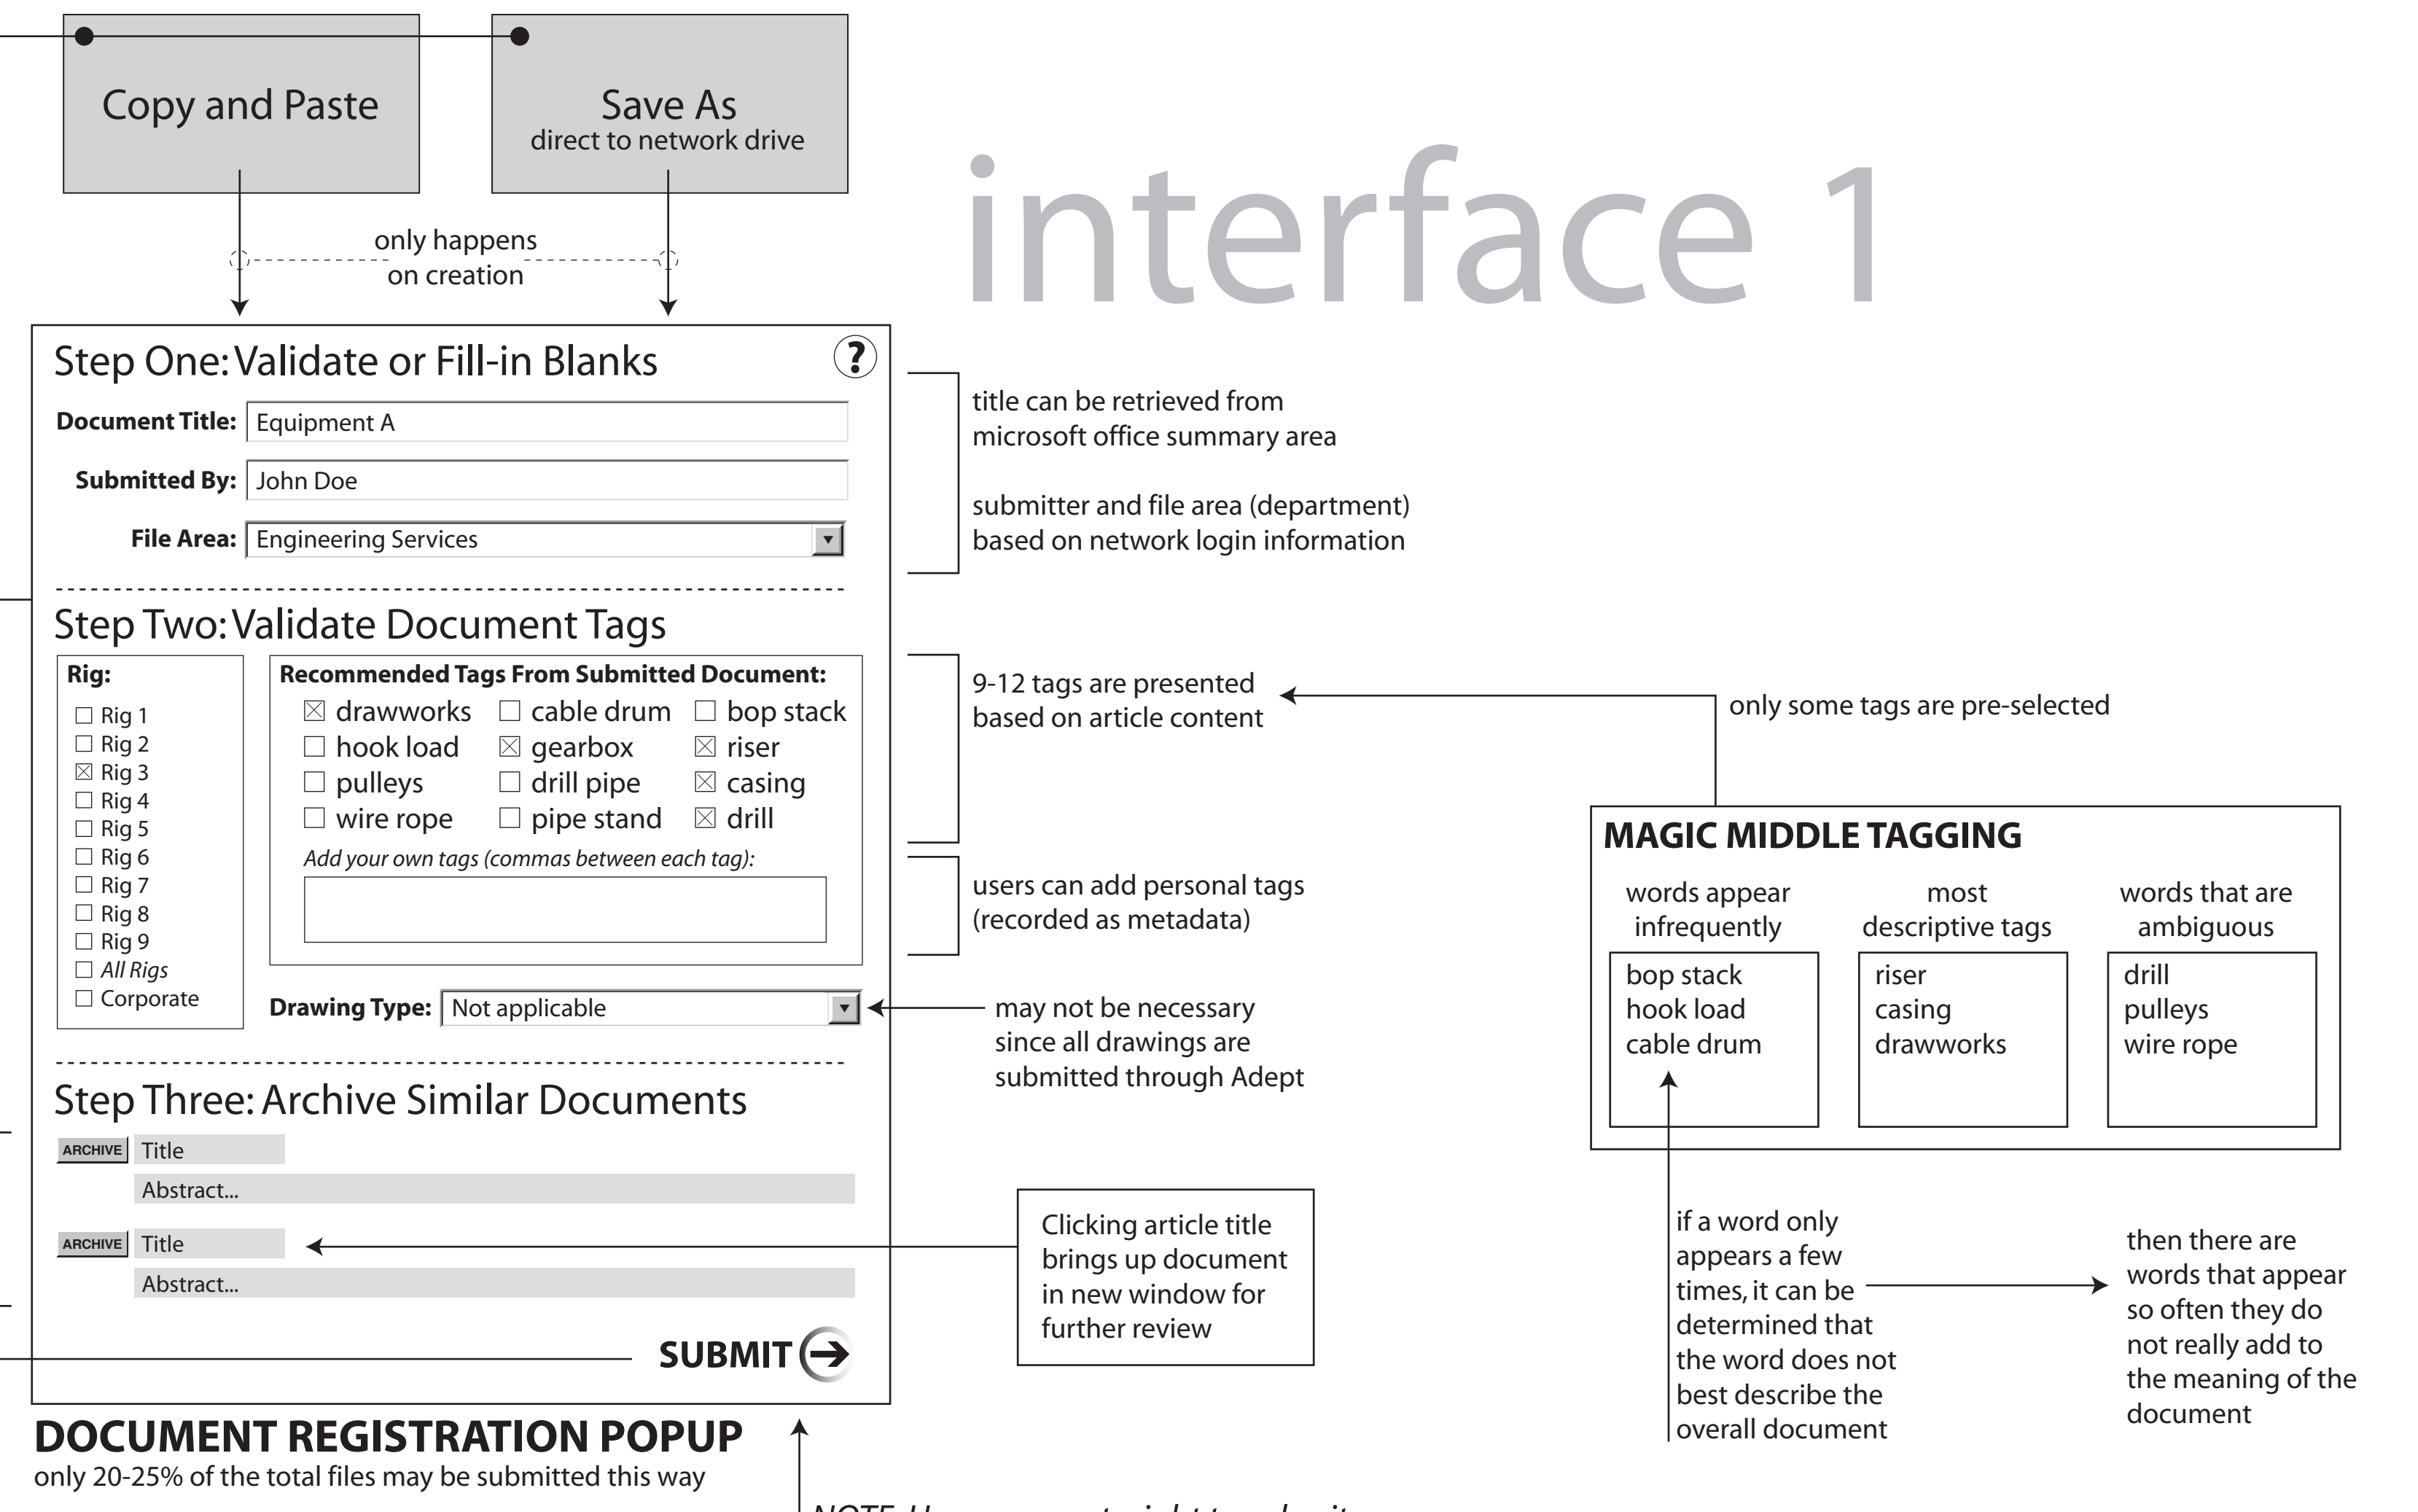 Copy and Paste
Save As
direct to network drive
interface 1
only happens
on creation
Step One: Validate or Fill-in Blanks
?
Document Title: Equipment A
Submitted By: John Doe
File Area: Engineering Services
title can be retrieved from
microsoft office summary area
submitter and file area (department)
based on network login information
Step Two: Validate Document Tags
Rig:
Rig 1
Rig 2
Rig 3
Rig 4
Rig 5
Rig 6
Rig 7
Rig 8
Rig 9
All Rigs
Corporate
Recommended Tags From Submitted Document:
drawworks cable drum bop stack
hook load gearbox riser
pulleys drill pipe casing
wire rope pipe stand drill
Add your own tags (commas between each tag):
Drawing Type: Not applicable
9-12 tags are presented
based on article content
only some tags are pre-selected
users can add personal tags
(recorded as metadata)
may not be necessary
since all drawings are
submitted through Adept
MAGIC MIDDLE TAGGING
words appear
infrequently
bop stack
hook load
cable drum
most
descriptive tags
riser
casing
drawworks
words that are
ambiguous
drill
pulleys
wire rope
if a word only
appears a few
times, it can be
determined that
the word does not
best describe the
overall document
then there are
words that appear
so often they do
not really add to
the meaning of the
document
Step Three: Archive Similar Documents
ARCHIVE Title
Abstract...
ARCHIVE Title
Abstract...
Clicking article title
brings up document
in new window for
further review
SUBMIT
DOCUMENT REGISTRATION POPUP
only 20-25% of the total files may be submitted this way